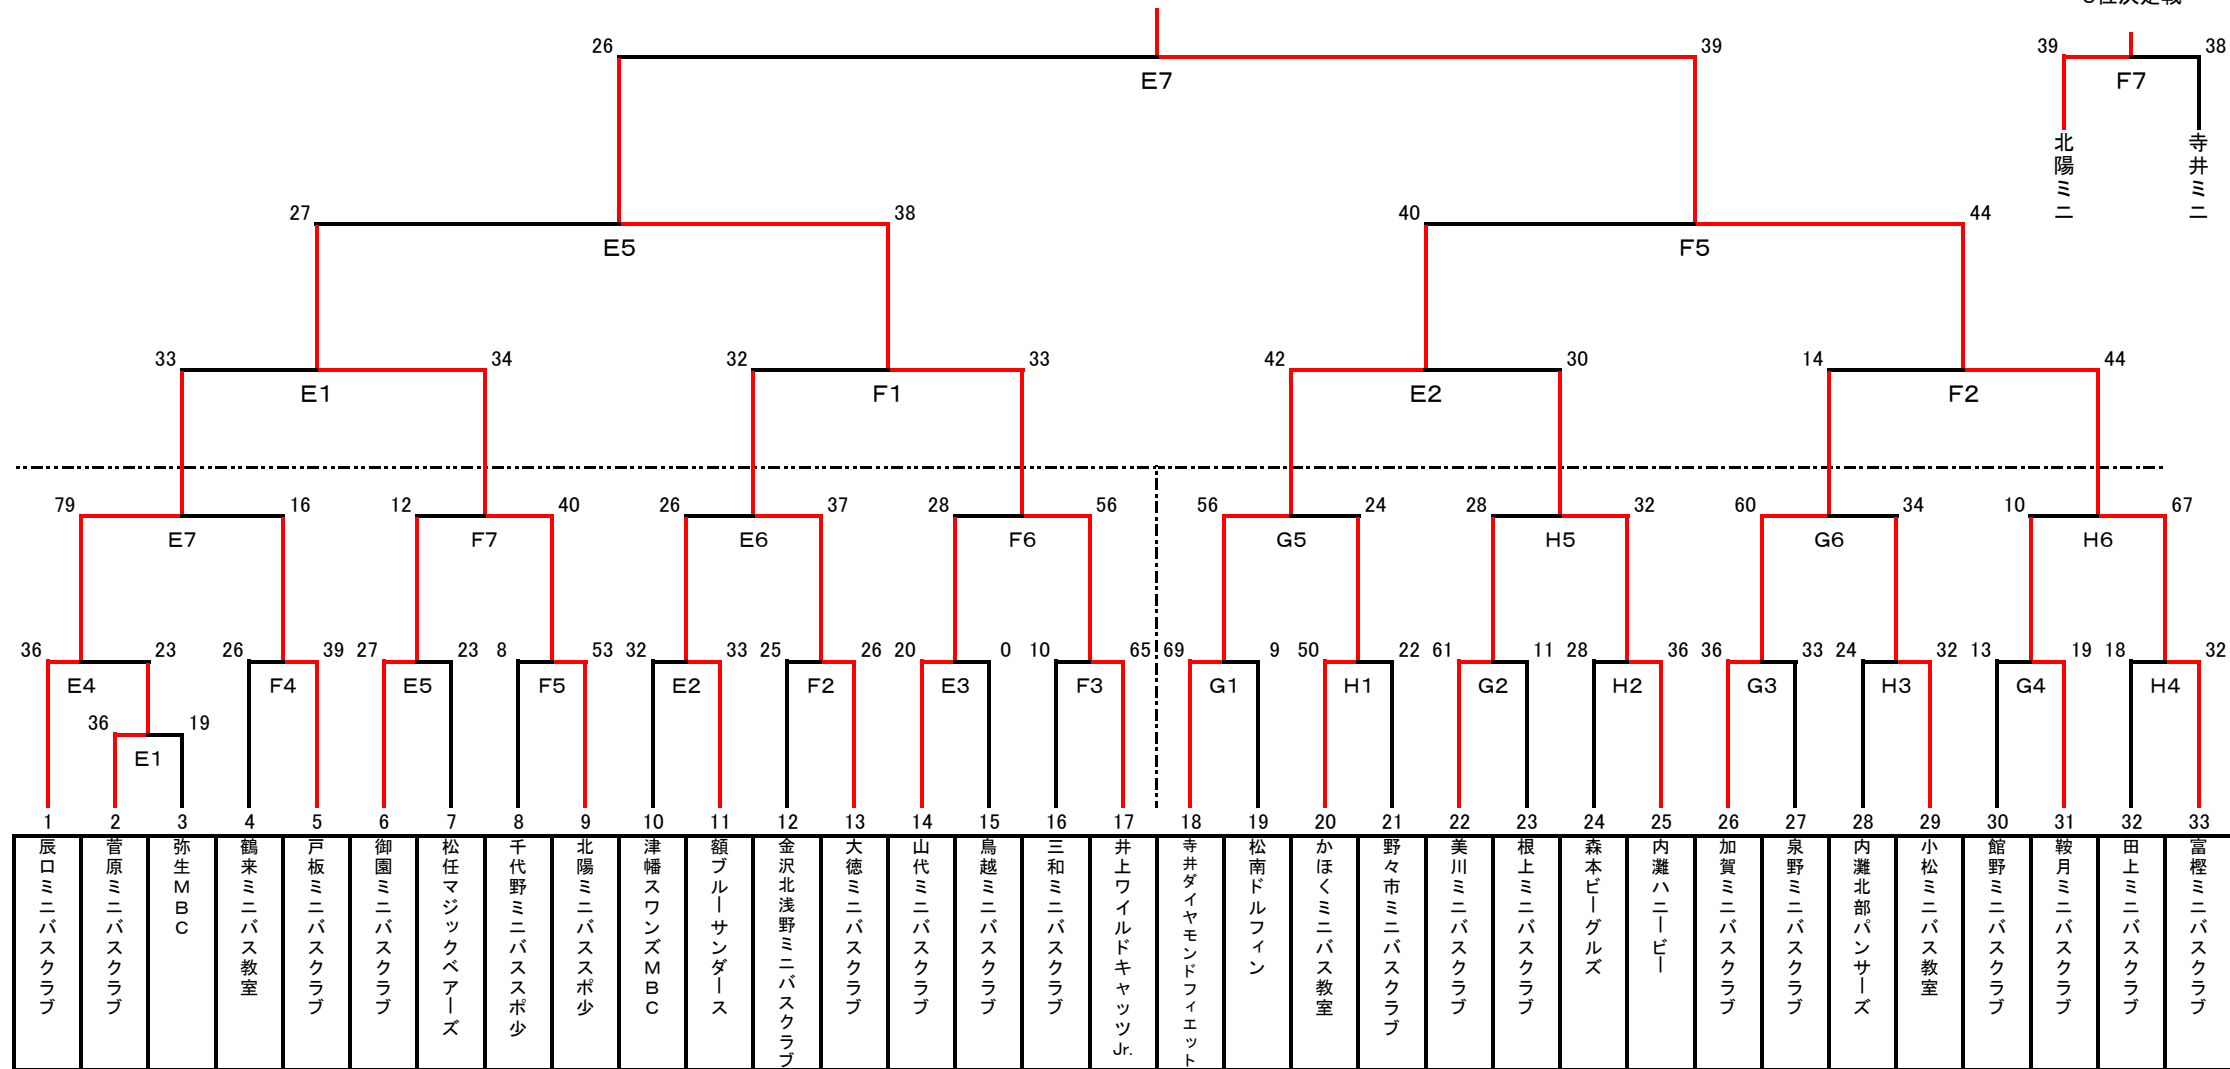 26 39
E7
39 38
F7
北陽ミニ
寺井ミニ
27 38
E5
40 44
F5
33 34
E1
32 33
F1
42 30
E2
14 44
F2
79 16
E7
12 40
F7
26 37
E6
28 56
F6
56 24
G5
28 32
H5
60 34
G6
10 67
H6
36 23
E4
26 39
F4
27 23
E5
8 53
F5
32 33
E2
25 26
F2
20 0
E3
10 65
F3
69 9
G1
50 22
H1
61 11
G2
28 36
H2
36 33
G3
24 32
H3
13 19
G4
18 32
H4
36 19
E1
1 辰口ミニバスクラブ
2 菅原ミニバスクラブ
3 弥生MBC
4 鶴来ミニバス教室
5 戸板ミニバスクラブ
6 御園ミニバスクラブ
7 松任マジックベアーズ
8 千代野ミニバススポ少
9 北陽ミニバススポ少
10 津幡スワンズMBC
11 額ブルーサンダース
12 金沢北浅野ミニバスクラブ
13 大徳ミニバスクラブ
14 山代ミニバスクラブ
15 鳥越ミニバスクラブ
16 三和ミニバスクラブ
17 井上ワイルドキャッツJr.
18 寺井ダイヤモンドフィエット
19 松南ドルフィン
20 かほくミニバス教室
21 野々市ミニバスクラブ
22 美川ミニバスクラブ
23 根上ミニバスクラブ
24 森本ビーグルズ
25 内灘ハニービー
26 加賀ミニバスクラブ
27 泉野ミニバスクラブ
28 内灘北部パンサーズ
29 小松ミニバス教室
30 館野ミニバスクラブ
31 鞍月ミニバスクラブ
32 田上ミニバスクラブ
33 富樫ミニバスクラブ